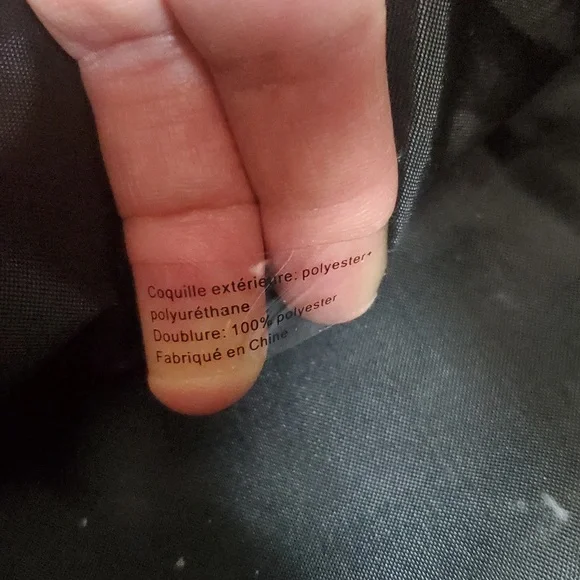 Coquille extérieure: polyester+
polyuréthane
Doublure: 100% polyester
Fabriqué en Chine